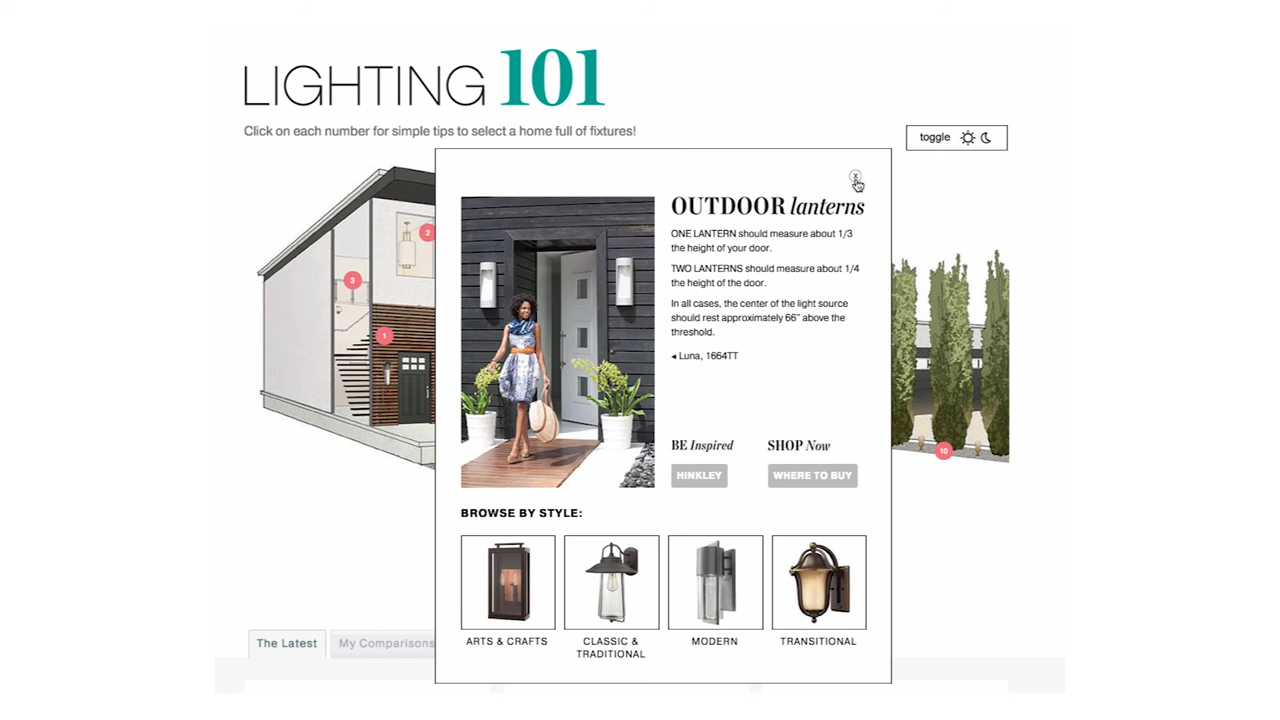 LIGHTING 101
Click on each number for simple tips to select a home full of fixtures!
toggle
x
OUTDOOR lanterns
ONE LANTERN should measure about 1/3
the height of your door.
TWO LANTERNS should measure about 1/4
the height of the door.
In all cases, the center of the light source
should rest approximately 66” above the
threshold.
◂ Luna, 1664TT
2
3
1
10
BE Inspired
SHOP Now
HINKLEY
WHERE TO BUY
BROWSE BY STYLE:
ARTS & CRAFTS
CLASSIC &
TRADITIONAL
MODERN
TRANSITIONAL
The Latest
My Comparisons